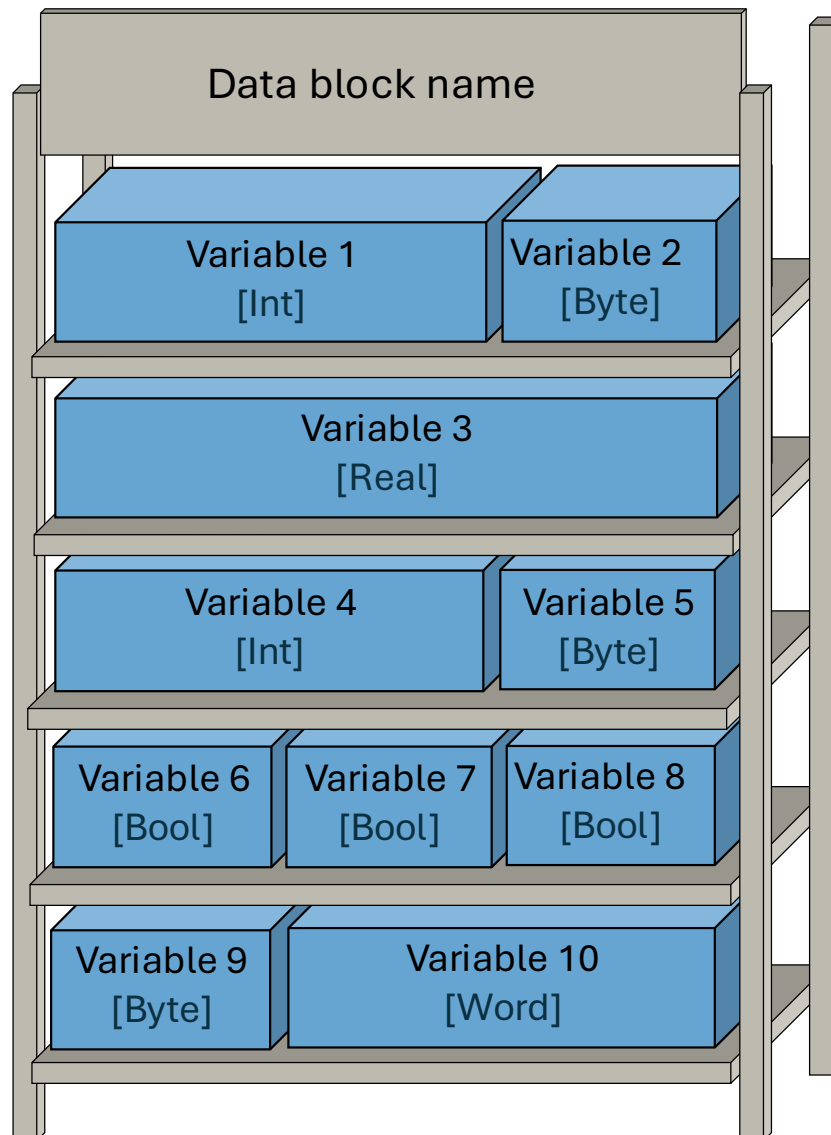 Data block name
Variable 1
[Int]
Variable 2
[Byte]
Variable 3
[Real]
Variable 4
[Int]
Variable 5
[Byte]
Variable 6
[Bool]
Variable 7
[Bool]
Variable 8
[Bool]
Variable 9
[Byte]
Variable 10
[Word]